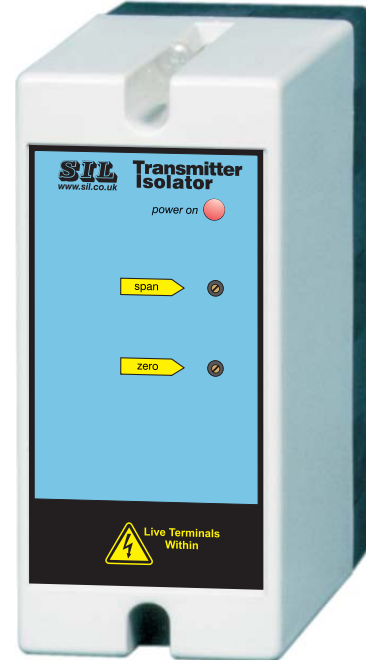 SIL
www.sil.co.uk
Transmitter
Isolator
power on
span
zero
Live Terminals
Within